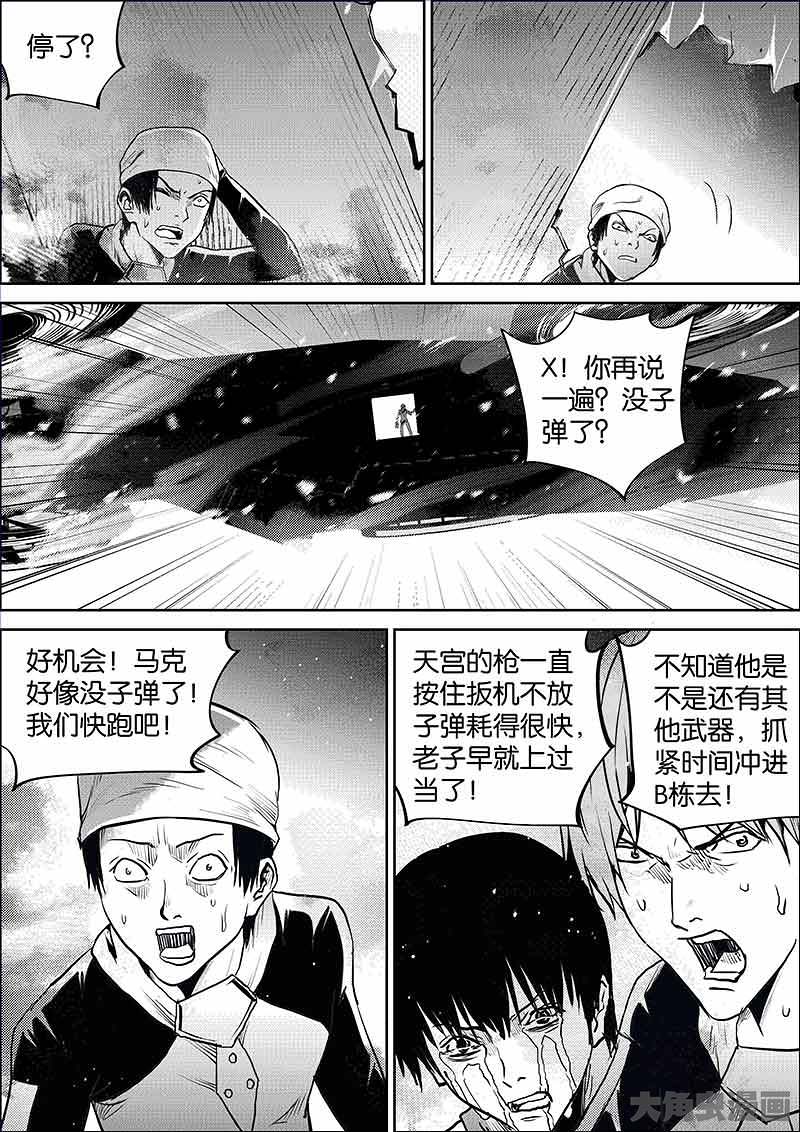 停了？
X！你再说
一遍？没子
弹了？
好机会！马克
好像没子弹了！
我们快跑吧！
天宫的枪一直
按住扳机不放
子弹耗得很快，
老子早就上过
当了！
不知道他是
不是还有其
他武器，抓
紧时间冲进
B栋去！
大角虫漫画